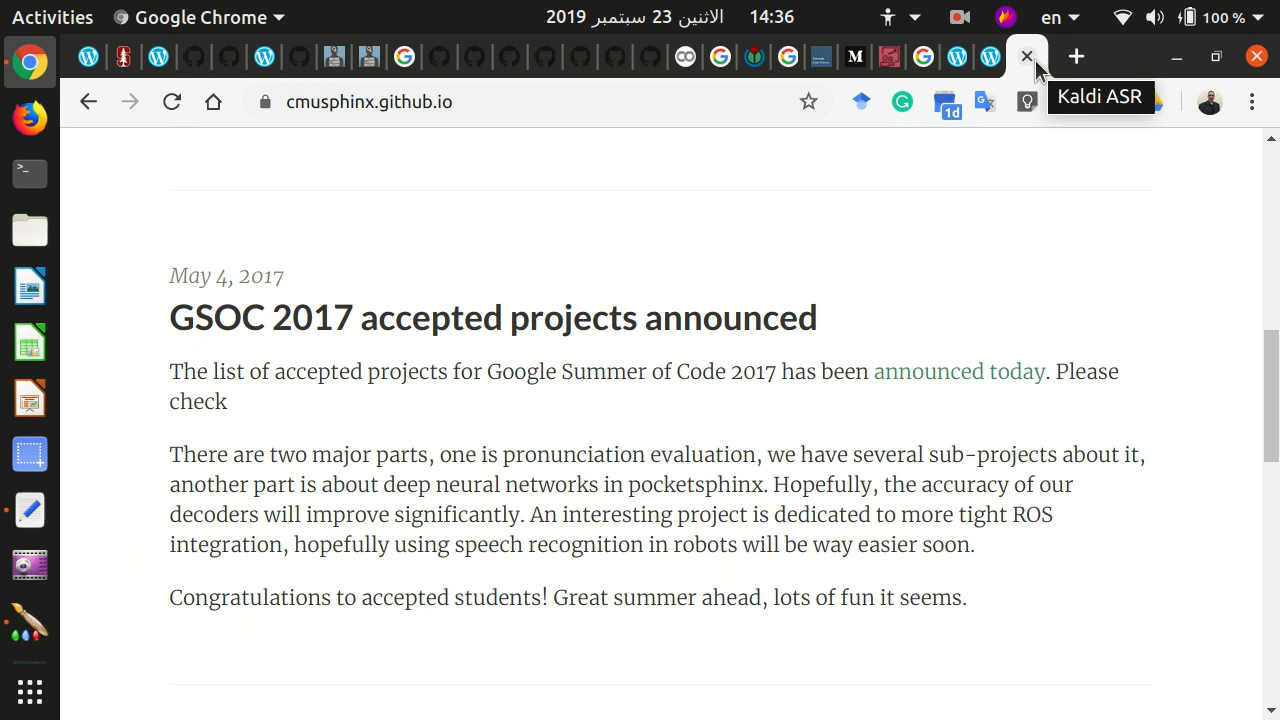 Activities
Google Chrome
الاثنين 23 سبتمبر 2019 14:36
en
100 %
M
cmusphinx.github.io
1d
Kaldi ASR
May 4, 2017
GSOC 2017 accepted projects announced
The list of accepted projects for Google Summer of Code 2017 has been announced today. Please
check
There are two major parts, one is pronunciation evaluation, we have several sub-projects about it,
another part is about deep neural networks in pocketsphinx. Hopefully, the accuracy of our
decoders will improve significantly. An interesting project is dedicated to more tight ROS
integration, hopefully using speech recognition in robots will be way easier soon.
Congratulations to accepted students! Great summer ahead, lots of fun it seems.